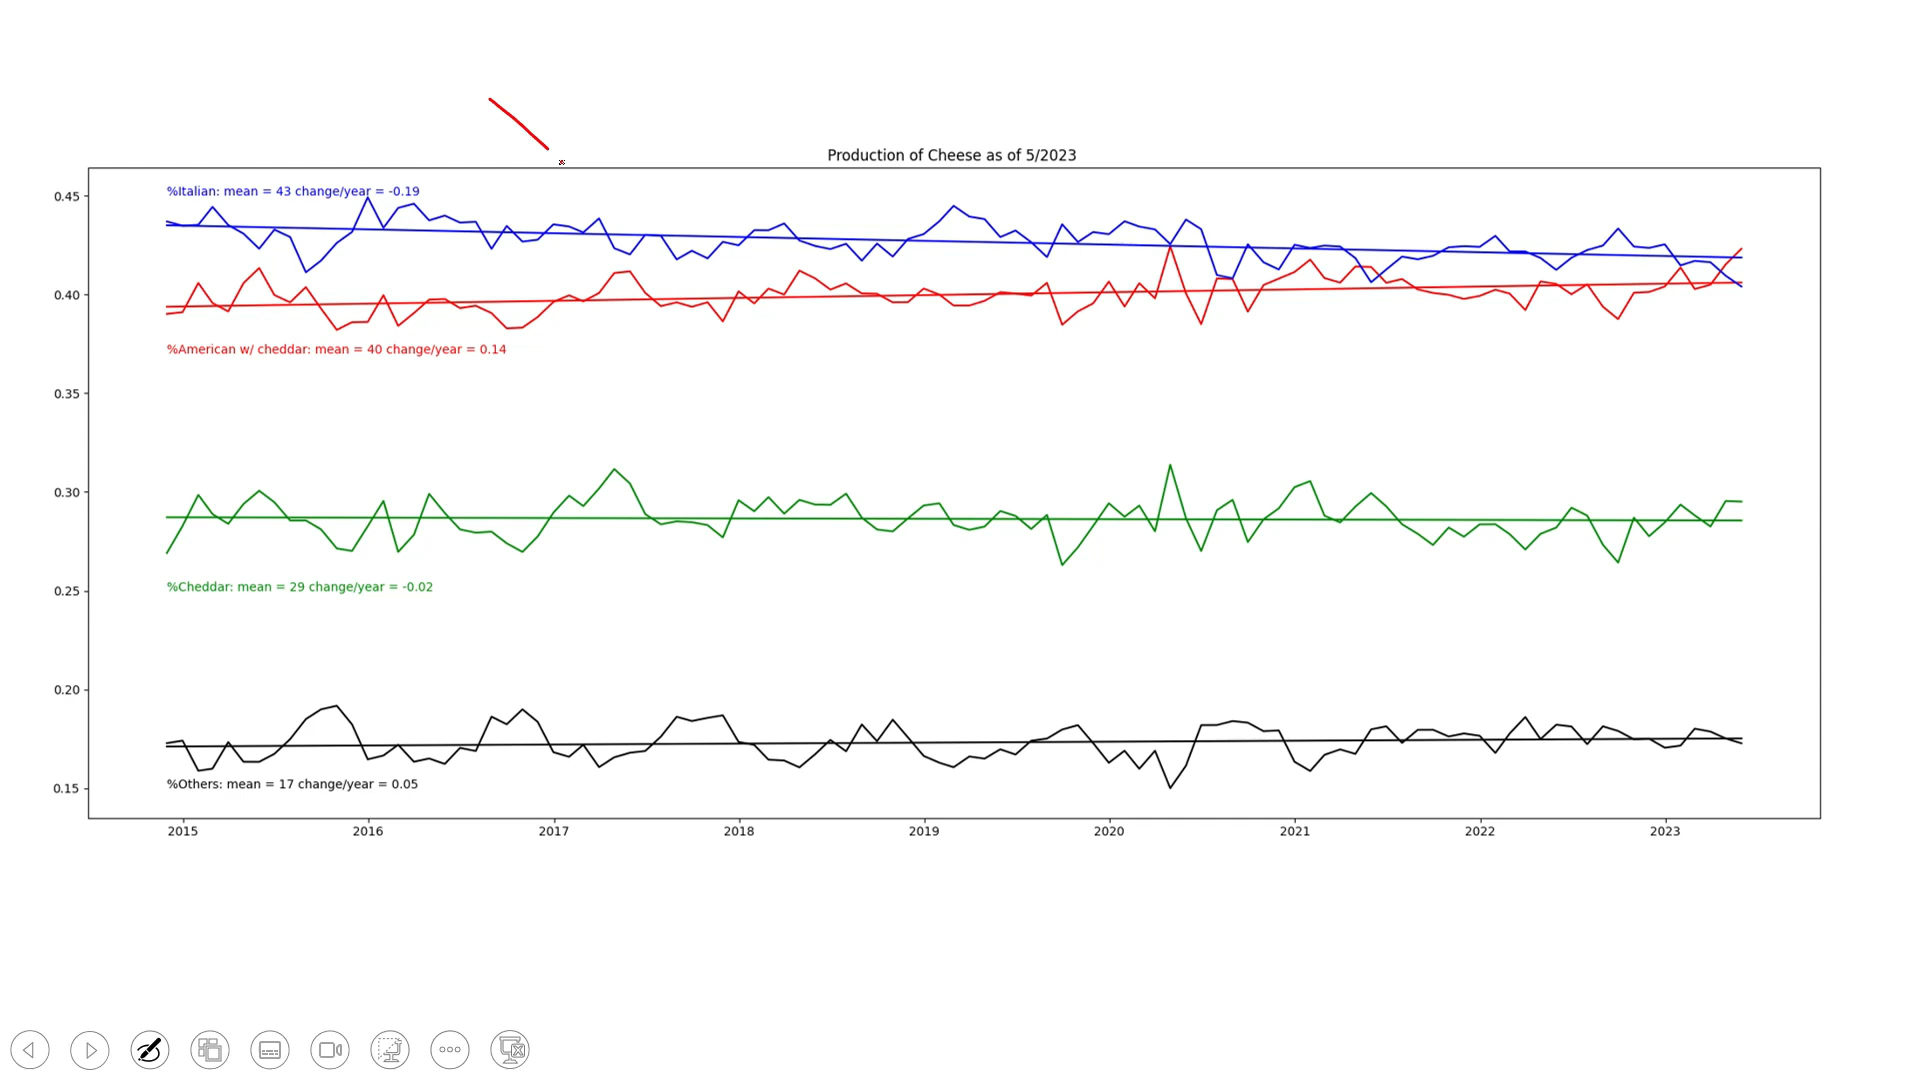 Production of Cheese as of 5/2023
0.45
%Italian: mean = 43 change/year = -0.19
0.40
%American w/ cheddar: mean = 40 change/year = 0.14
0.35
0.30
%Cheddar: mean = 29 change/year = -0.02
0.25
0.20
%Others: mean = 17 change/year = 0.05
0.15
2015 2016 2017 2018 2019 2020 2021 2022 2023